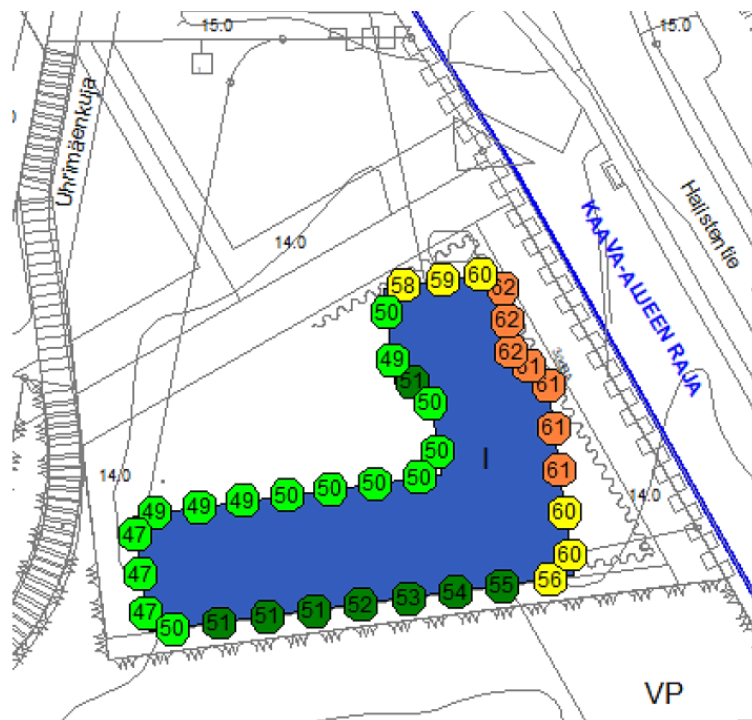 15.0
15.0
Uhrimäenkuja
Halistentie
KAAVA-ALUEEN RAJA
14.0
58 59 60 62
50 62
49 62 61
51 61
50 61
50 61
14.0
50 50 50 50 49 49 49
14.0
47 60
47 60
47 56
50 51 51 51 52 53 54 55
I
VP